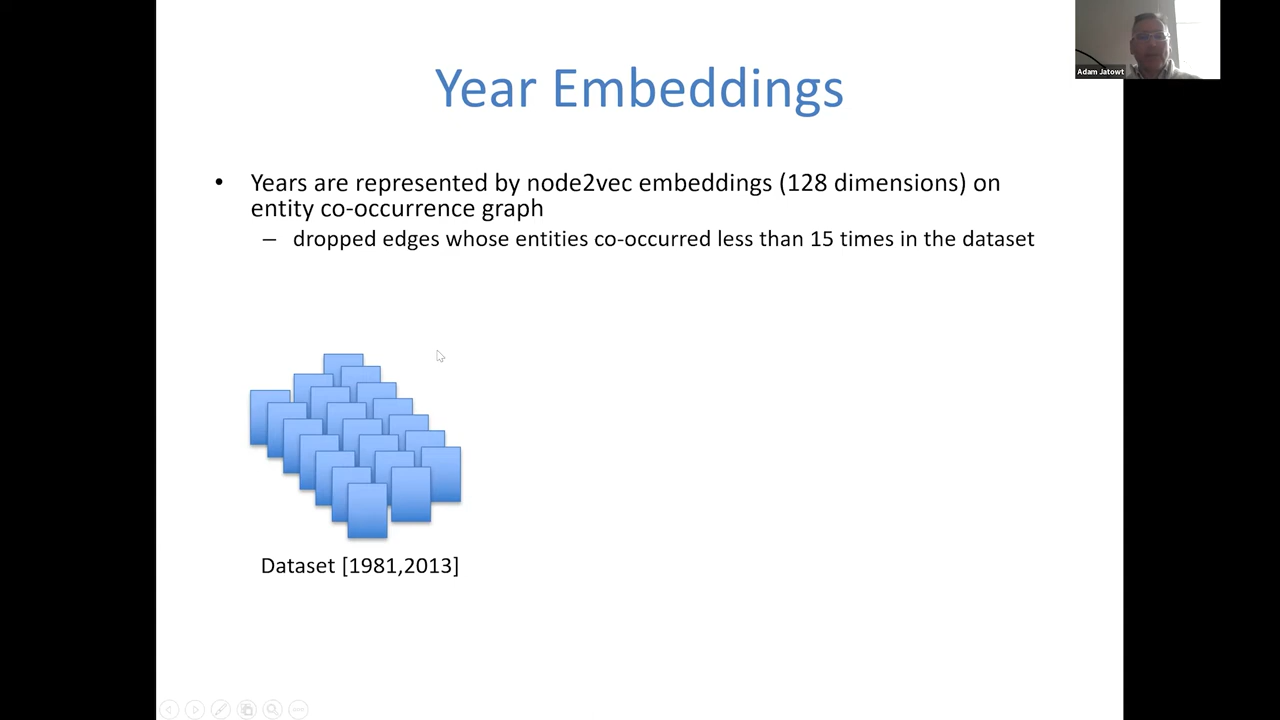 Adam Jatowt
Year Embeddings
• Years are represented by node2vec embeddings (128 dimensions) on
entity co-occurrence graph
– dropped edges whose entities co-occurred less than 15 times in the dataset
Dataset [1981,2013]